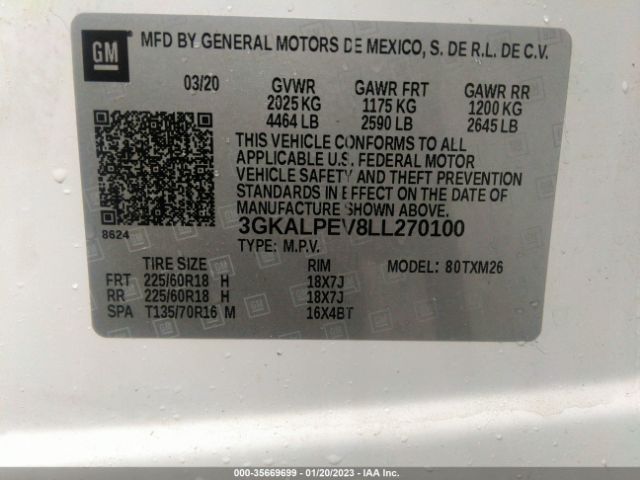 GM
MFD BY GENERAL MOTORS DE MEXICO, S. DE R.L. DE C.V.
03/20 GVWR GAWR FRT GAWR RR
2025 KG 1175 KG 1200 KG
4464 LB 2590 LB 2645 LB
THIS VEHICLE CONFORMS TO ALL
APPLICABLE U.S. FEDERAL MOTOR
VEHICLE SAFETY AND THEFT PREVENTION
STANDARDS IN EFFECT ON THE DATE OF
MANUFACTURE SHOWN ABOVE.
8624 3GKALPEV8LL270100
TYPE: M.P.V.
TIRE SIZE RIM MODEL: 80TXM26
FRT 225/60R18 H 18X7J
RR 225/60R18 H 18X7J
SPA T135/70R16 M 16X4BT
000-35669699 - 01/20/2023 - IAA Inc.